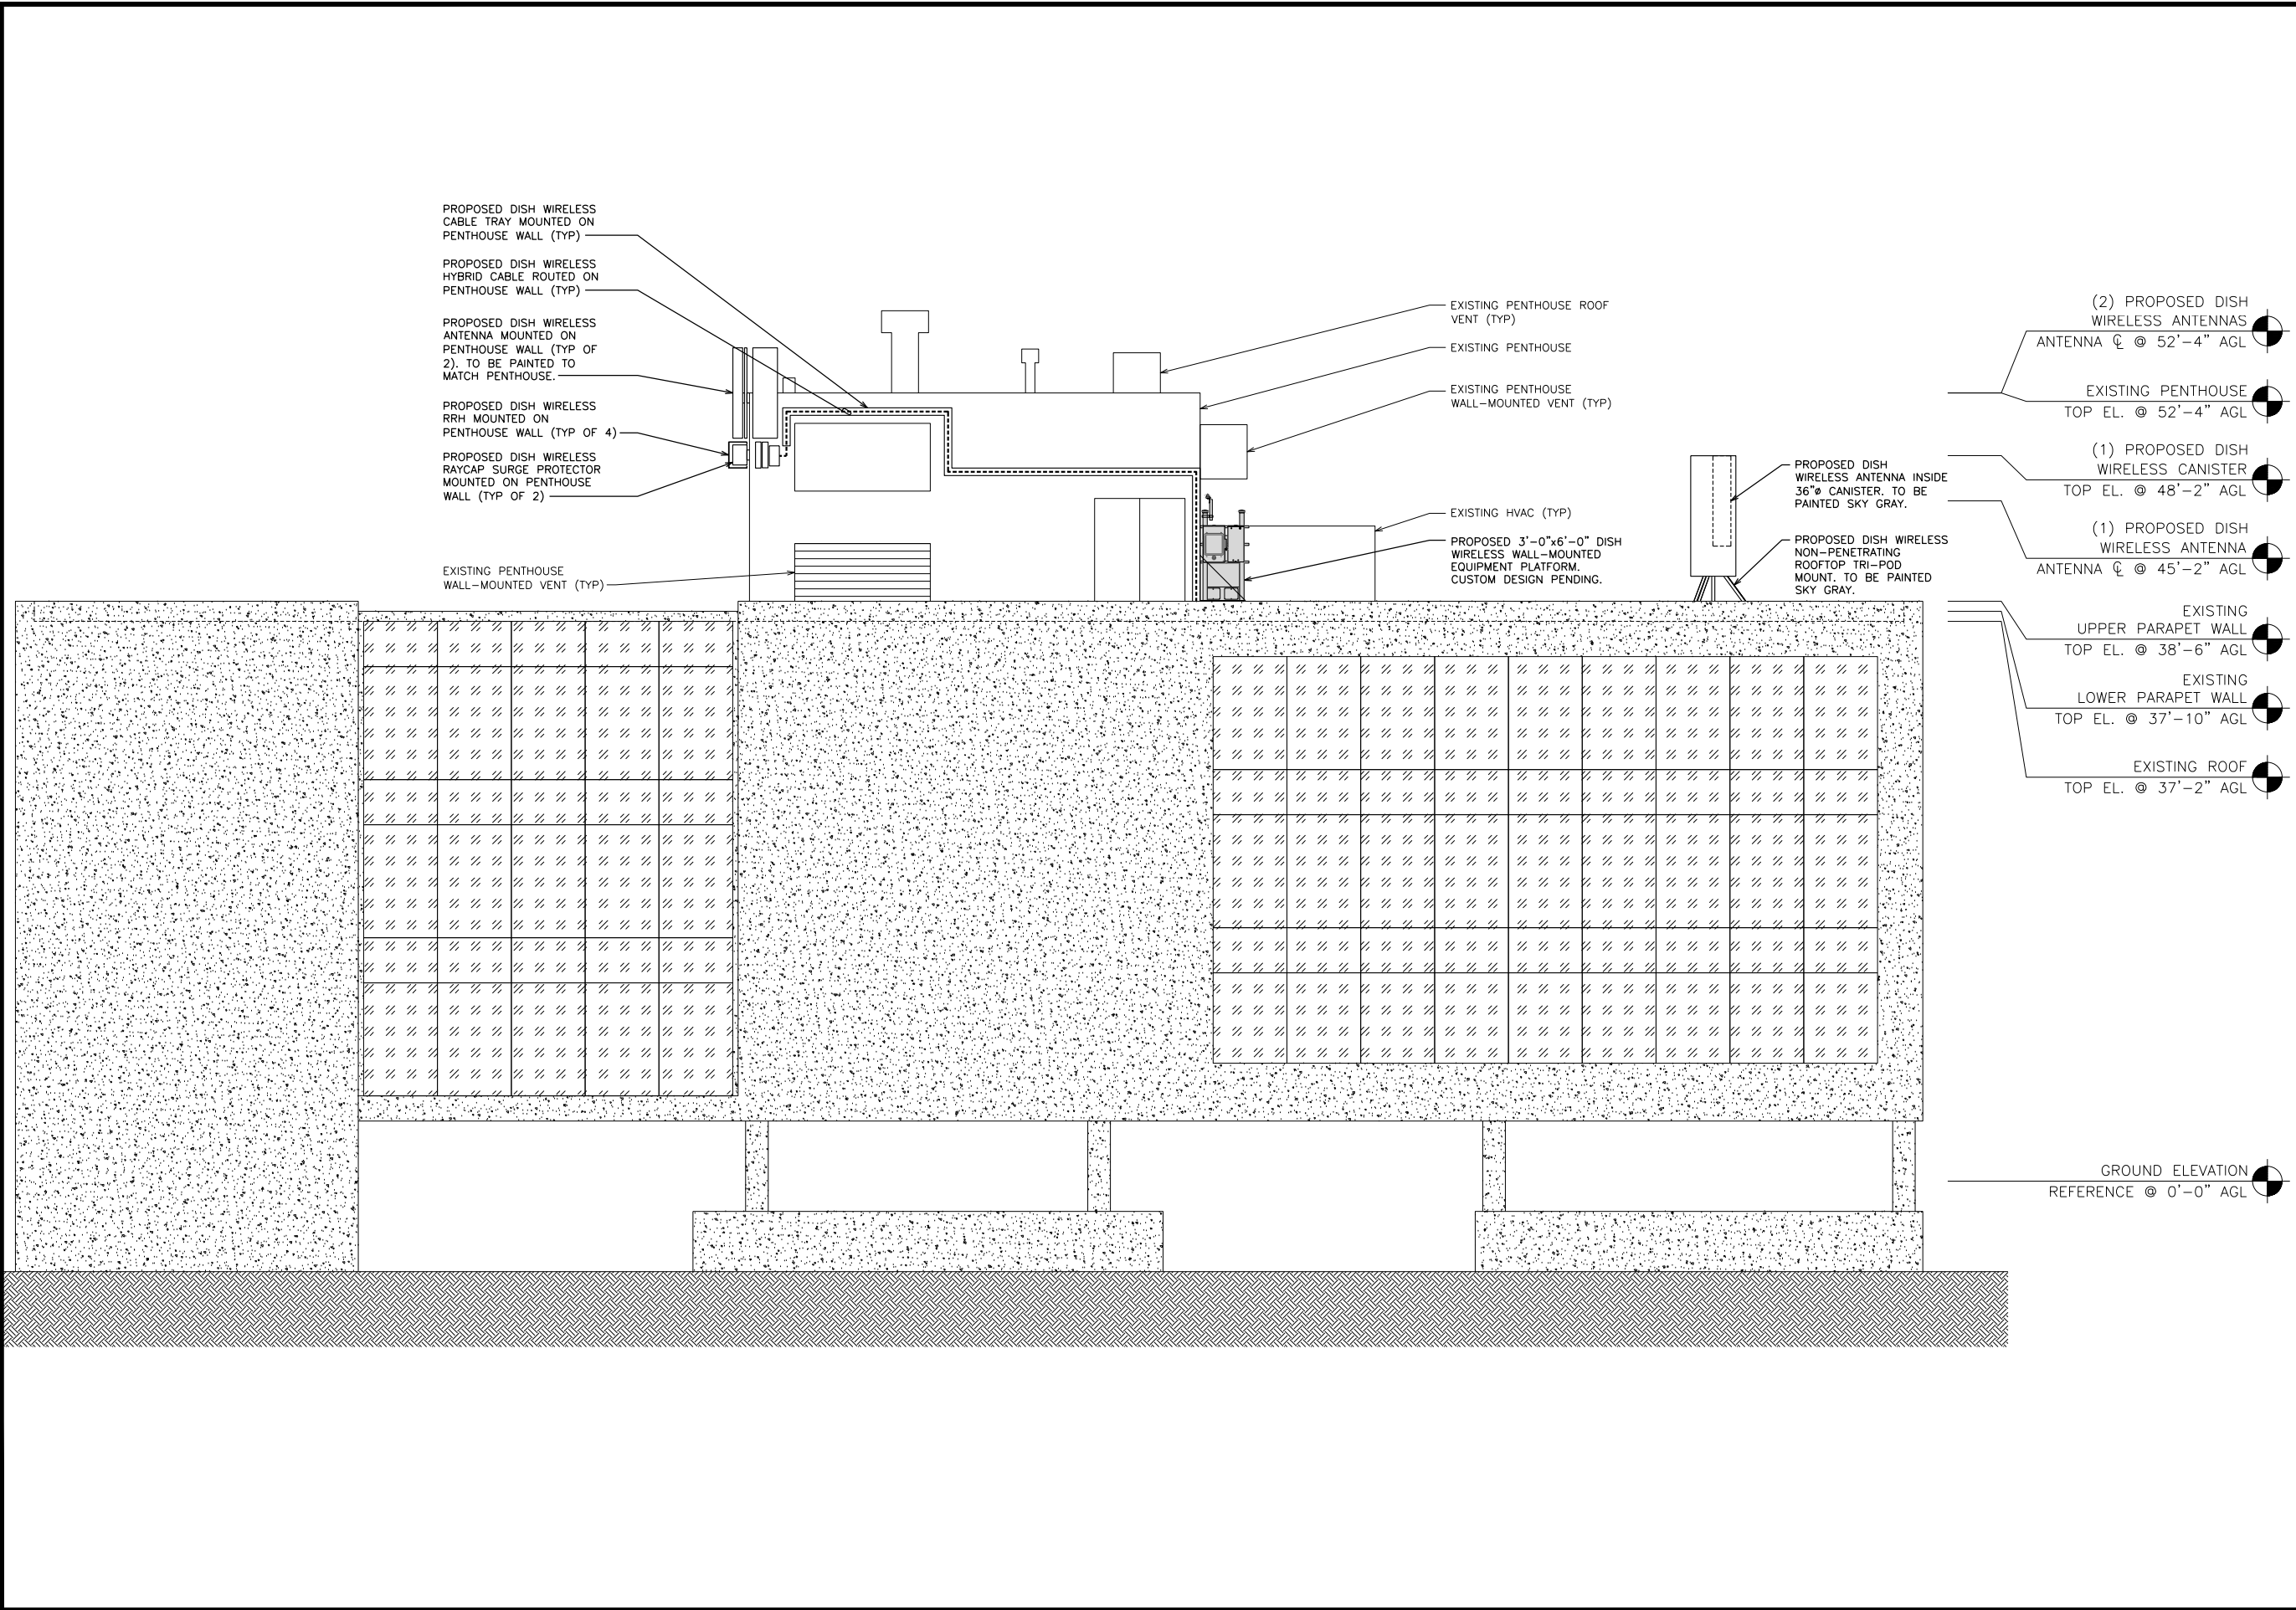 PROPOSED DISH WIRELESS
CABLE TRAY MOUNTED ON
PENTHOUSE WALL (TYP)
PROPOSED DISH WIRELESS
HYBRID CABLE ROUTED ON
PENTHOUSE WALL (TYP)
PROPOSED DISH WIRELESS
ANTENNA MOUNTED ON
PENTHOUSE WALL (TYP OF
2). TO BE PAINTED TO
MATCH PENTHOUSE.
PROPOSED DISH WIRELESS
RRH MOUNTED ON
PENTHOUSE WALL (TYP OF 4)
PROPOSED DISH WIRELESS
RAYCAP SURGE PROTECTOR
MOUNTED ON PENTHOUSE
WALL (TYP OF 2)
EXISTING PENTHOUSE
WALL-MOUNTED VENT (TYP)
EXISTING PENTHOUSE ROOF
VENT (TYP)
EXISTING PENTHOUSE
EXISTING PENTHOUSE
WALL-MOUNTED VENT (TYP)
EXISTING HVAC (TYP)
PROPOSED 3'-0"x6'-0" DISH
WIRELESS WALL-MOUNTED
EQUIPMENT PLATFORM.
CUSTOM DESIGN PENDING.
PROPOSED DISH
WIRELESS ANTENNA INSIDE
36"ø CANISTER. TO BE
PAINTED SKY GRAY.
PROPOSED DISH WIRELESS
NON-PENETRATING
ROOFTOP TRI-POD
MOUNT. TO BE PAINTED
SKY GRAY.
(2) PROPOSED DISH
WIRELESS ANTENNAS
ANTENNA ℄ @ 52'-4" AGL
EXISTING PENTHOUSE
TOP EL. @ 52'-4" AGL
(1) PROPOSED DISH
WIRELESS CANISTER
TOP EL. @ 48'-2" AGL
(1) PROPOSED DISH
WIRELESS ANTENNA
ANTENNA ℄ @ 45'-2" AGL
EXISTING
UPPER PARAPET WALL
TOP EL. @ 38'-6" AGL
EXISTING
LOWER PARAPET WALL
TOP EL. @ 37'-10" AGL
EXISTING ROOF
TOP EL. @ 37'-2" AGL
GROUND ELEVATION
REFERENCE @ 0'-0" AGL